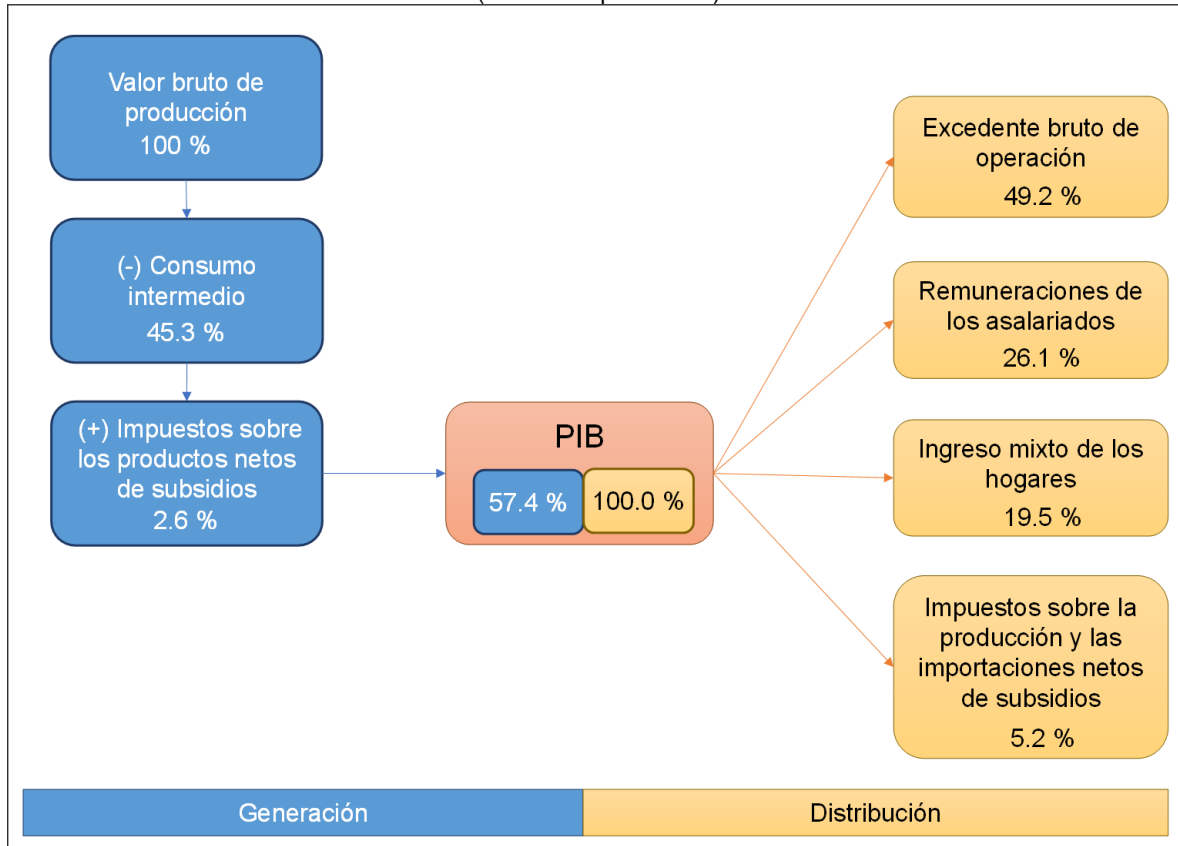 Valor bruto de
producción
100 %
(-) Consumo
intermedio
45.3 %
(+) Impuestos sobre
los productos netos
de subsidios
2.6 %
PIB
57.4 %
100.0 %
Excedente bruto de
operación
49.2 %
Remuneraciones de
los asalariados
26.1 %
Ingreso mixto de los
hogares
19.5 %
Impuestos sobre la
producción y las
importaciones netos
de subsidios
5.2 %
Generación
Distribución